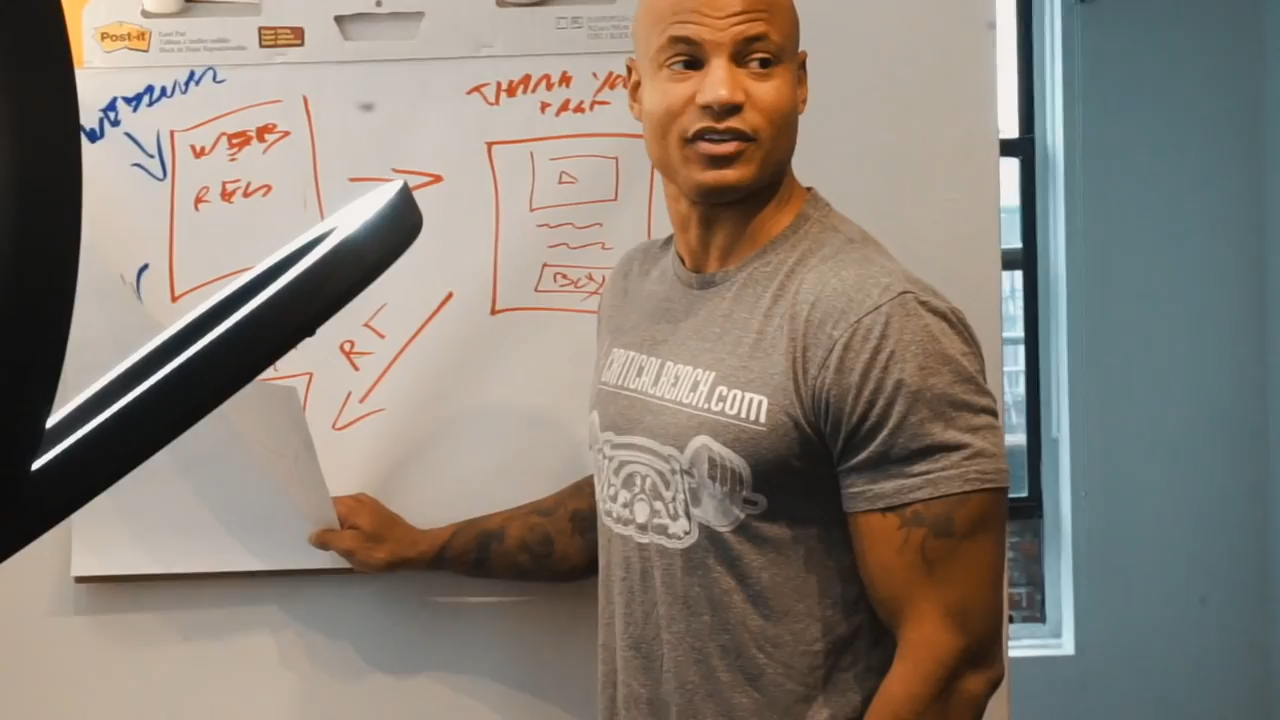 Post-it
WEBINAR
THANK YOU
PAGE
WEB
REG
BUY
RT
CRITICALBENCH.com